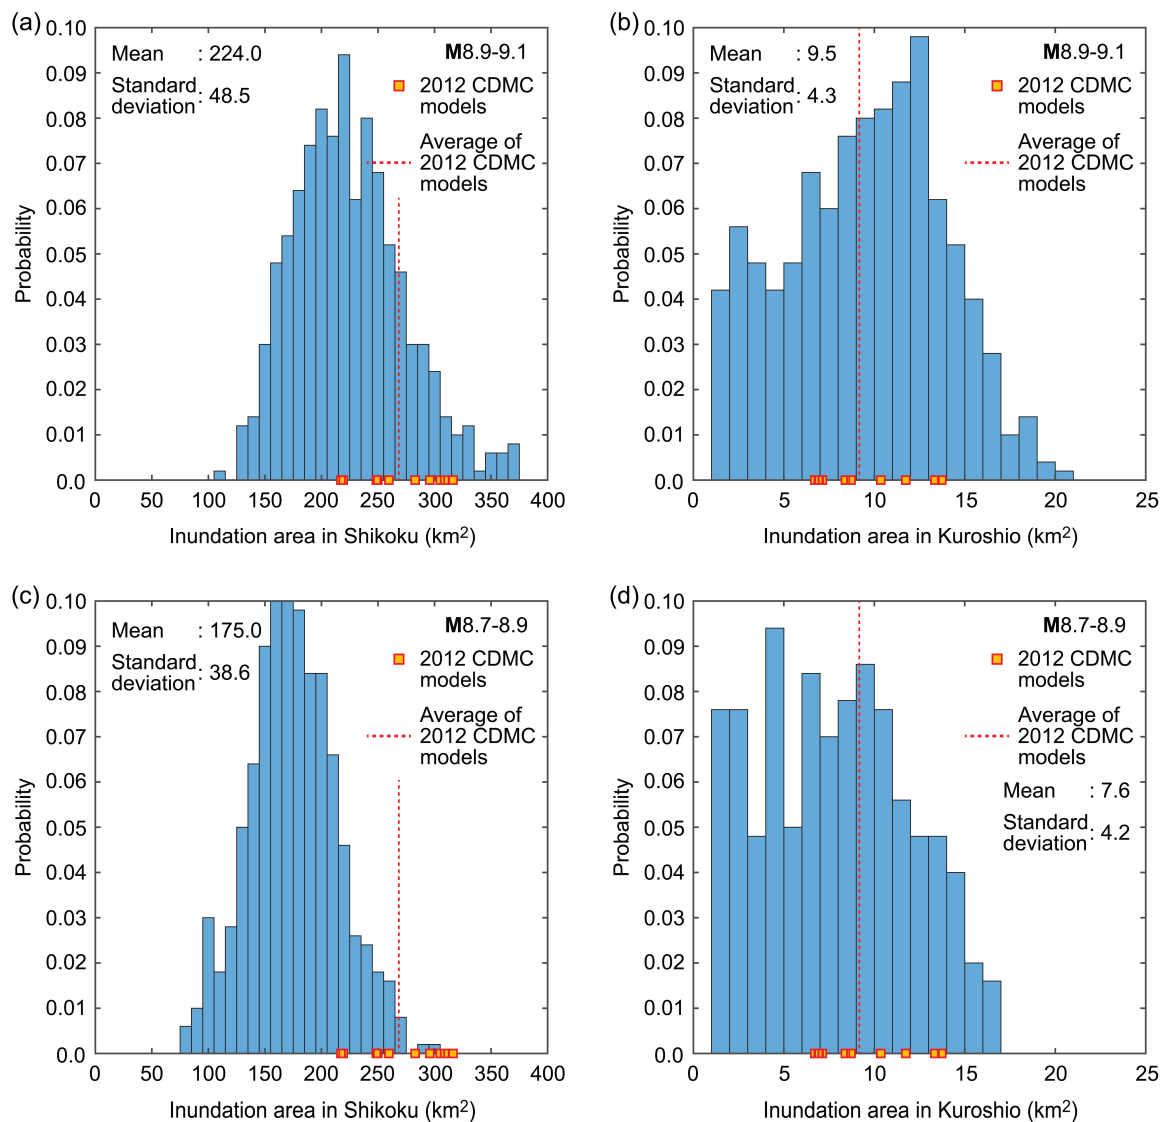 (a)
0.10
0.09
0.08
0.07
0.06
0.05
0.04
0.03
0.02
0.01
0.0
Probability
Mean : 224.0
Standard deviation : 48.5
M8.9-9.1
2012 CDMC
models
Average of
2012 CDMC
models
0 50 100 150 200 250 300 350 400
Inundation area in Shikoku (km2)
(b)
0.10
0.09
0.08
0.07
0.06
0.05
0.04
0.03
0.02
0.01
0.0
Probability
Mean : 9.5
Standard deviation : 4.3
M8.9-9.1
2012 CDMC
models
Average of
2012 CDMC
models
0 5 10 15 20 25
Inundation area in Kuroshio (km2)
(c)
0.10
0.09
0.08
0.07
0.06
0.05
0.04
0.03
0.02
0.01
0.0
Probability
Mean : 175.0
Standard deviation : 38.6
M8.7-8.9
2012 CDMC
models
Average of
2012 CDMC
models
0 50 100 150 200 250 300 350 400
Inundation area in Shikoku (km2)
(d)
0.10
0.09
0.08
0.07
0.06
0.05
0.04
0.03
0.02
0.01
0.0
Probability
M8.7-8.9
2012 CDMC
models
Average of
2012 CDMC
models
Mean : 7.6
Standard deviation : 4.2
0 5 10 15 20 25
Inundation area in Kuroshio (km2)